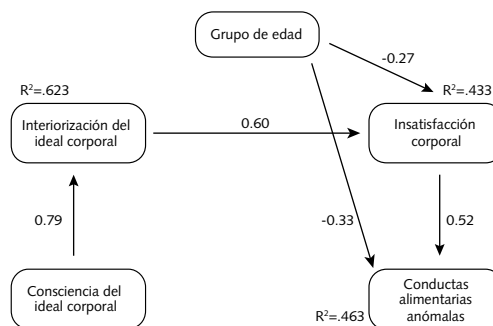 Grupo de edad
-0.27
R²=.623
R²=.433
Interiorización del
ideal corporal
0.60
Insatisfacción
corporal
0.79
-0.33
0.52
Consciencia del
ideal corporal
Conductas
alimentarias
anómalas
R²=.463